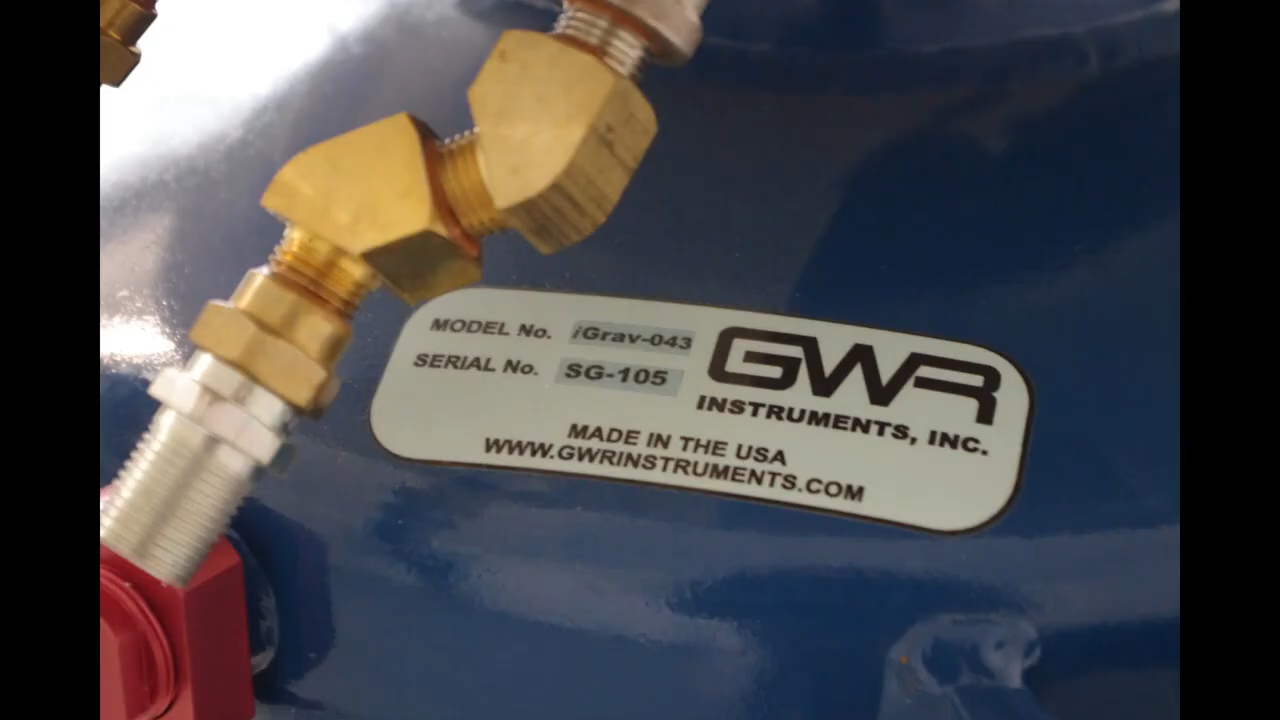 MODEL No. iGrav-043
SERIAL No. SG-105
GWR
INSTRUMENTS, INC.
MADE IN THE USA
WWW.GWRINSTRUMENTS.COM